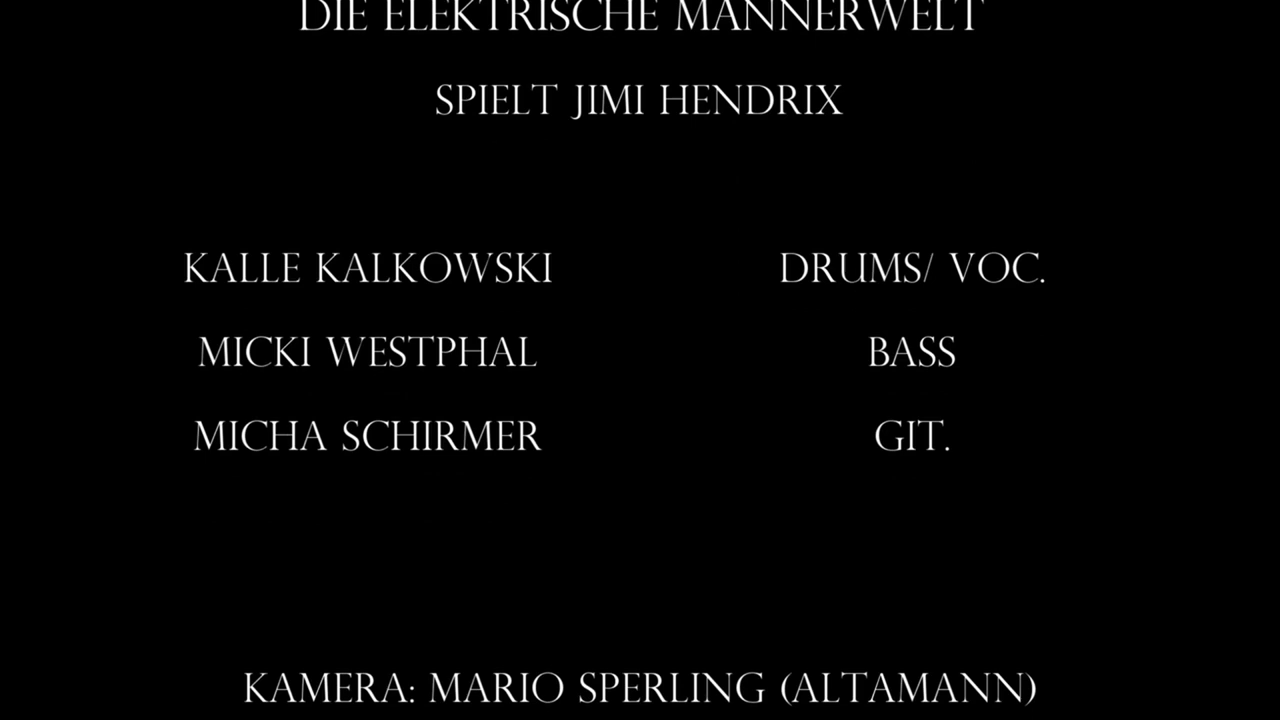 DIE ELEKTRISCHE MÄNNERWELT
SPIELT JIMI HENDRIX
KALLE KALKOWSKI DRUMS/ VOC.
MICKI WESTPHAL BASS
MICHA SCHIRMER GIT.
KAMERA: MARIO SPERLING (ALTAMANN)